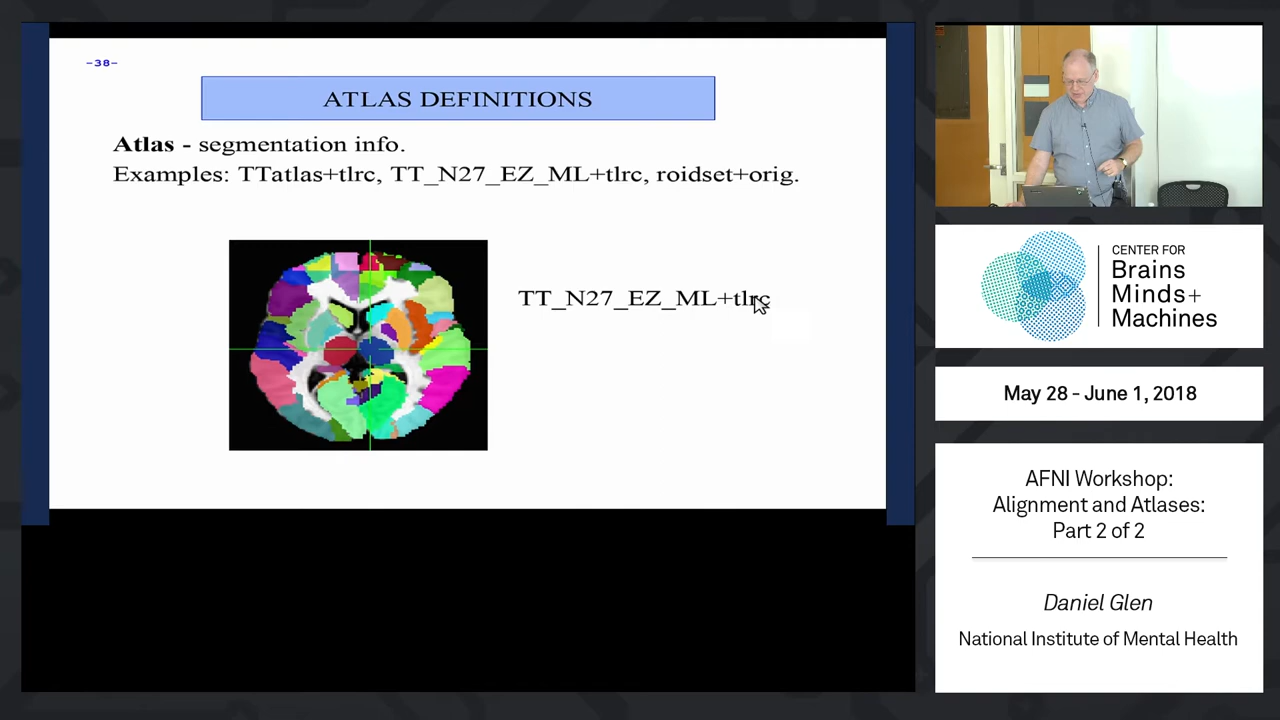 -38-
ATLAS DEFINITIONS
Atlas - segmentation info.
Examples: TTatlas+tlrc, TT_N27_EZ_ML+tlrc, roidset+orig.
TT_N27_EZ_ML+tlrc
CENTER FOR
Brains
Minds+
Machines
May 28 - June 1, 2018
AFNI Workshop:
Alignment and Atlases:
Part 2 of 2
Daniel Glen
National Institute of Mental Health